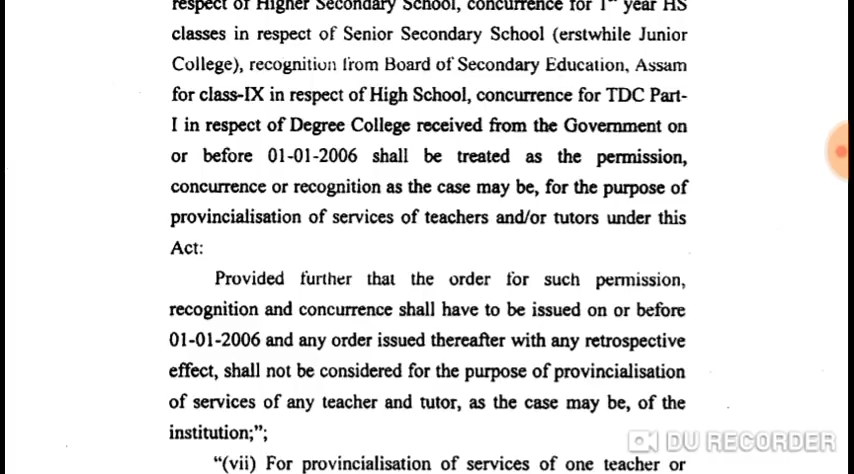 respect of Higher Secondary School, concurrence for 1st year HS
classes in respect of Senior Secondary School (erstwhile Junior
College), recognition from Board of Secondary Education, Assam
for class-IX in respect of High School, concurrence for TDC Part-
I in respect of Degree College received from the Government on
or before 01-01-2006 shall be treated as the permission,
concurrence or recognition as the case may be, for the purpose of
provincialisation of services of teachers and/or tutors under this
Act:
Provided further that the order for such permission,
recognition and concurrence shall have to be issued on or before
01-01-2006 and any order issued thereafter with any retrospective
effect, shall not be considered for the purpose of provincialisation
of services of any teacher and tutor, as the case may be, of the
institution;”;
DU RECORDER
“(vii) For provincialisation of services of one teacher or